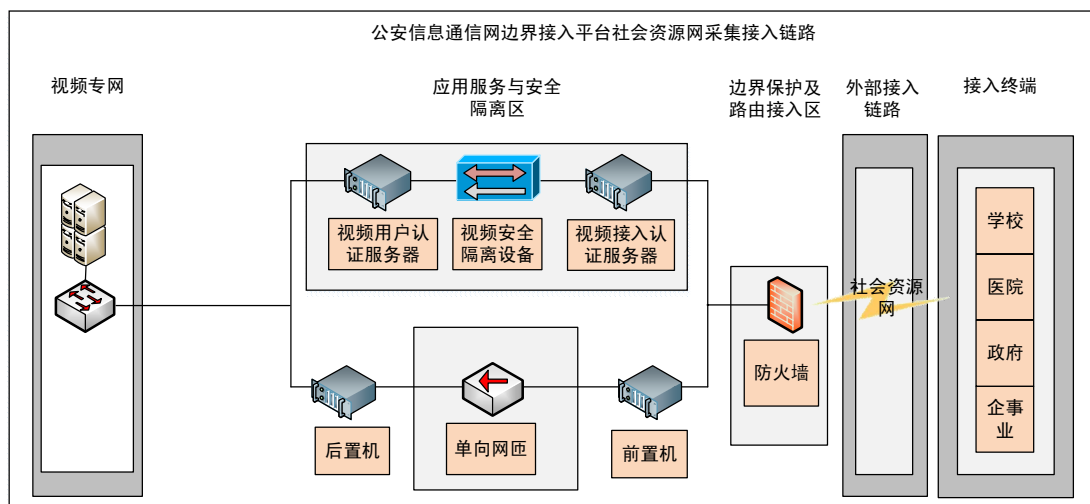 公安信息通信网边界接入平台社会资源网采集接入链路
视频专网
应用服务与安全
隔离区
边界保护及
路由接入区
外部接入
链路
接入终端
视频用户认
证服务器
视频安全
隔离设备
视频接入认
证服务器
后置机
单向网匝
前置机
防火墙
社会资源
网
学校
医院
政府
企事
业